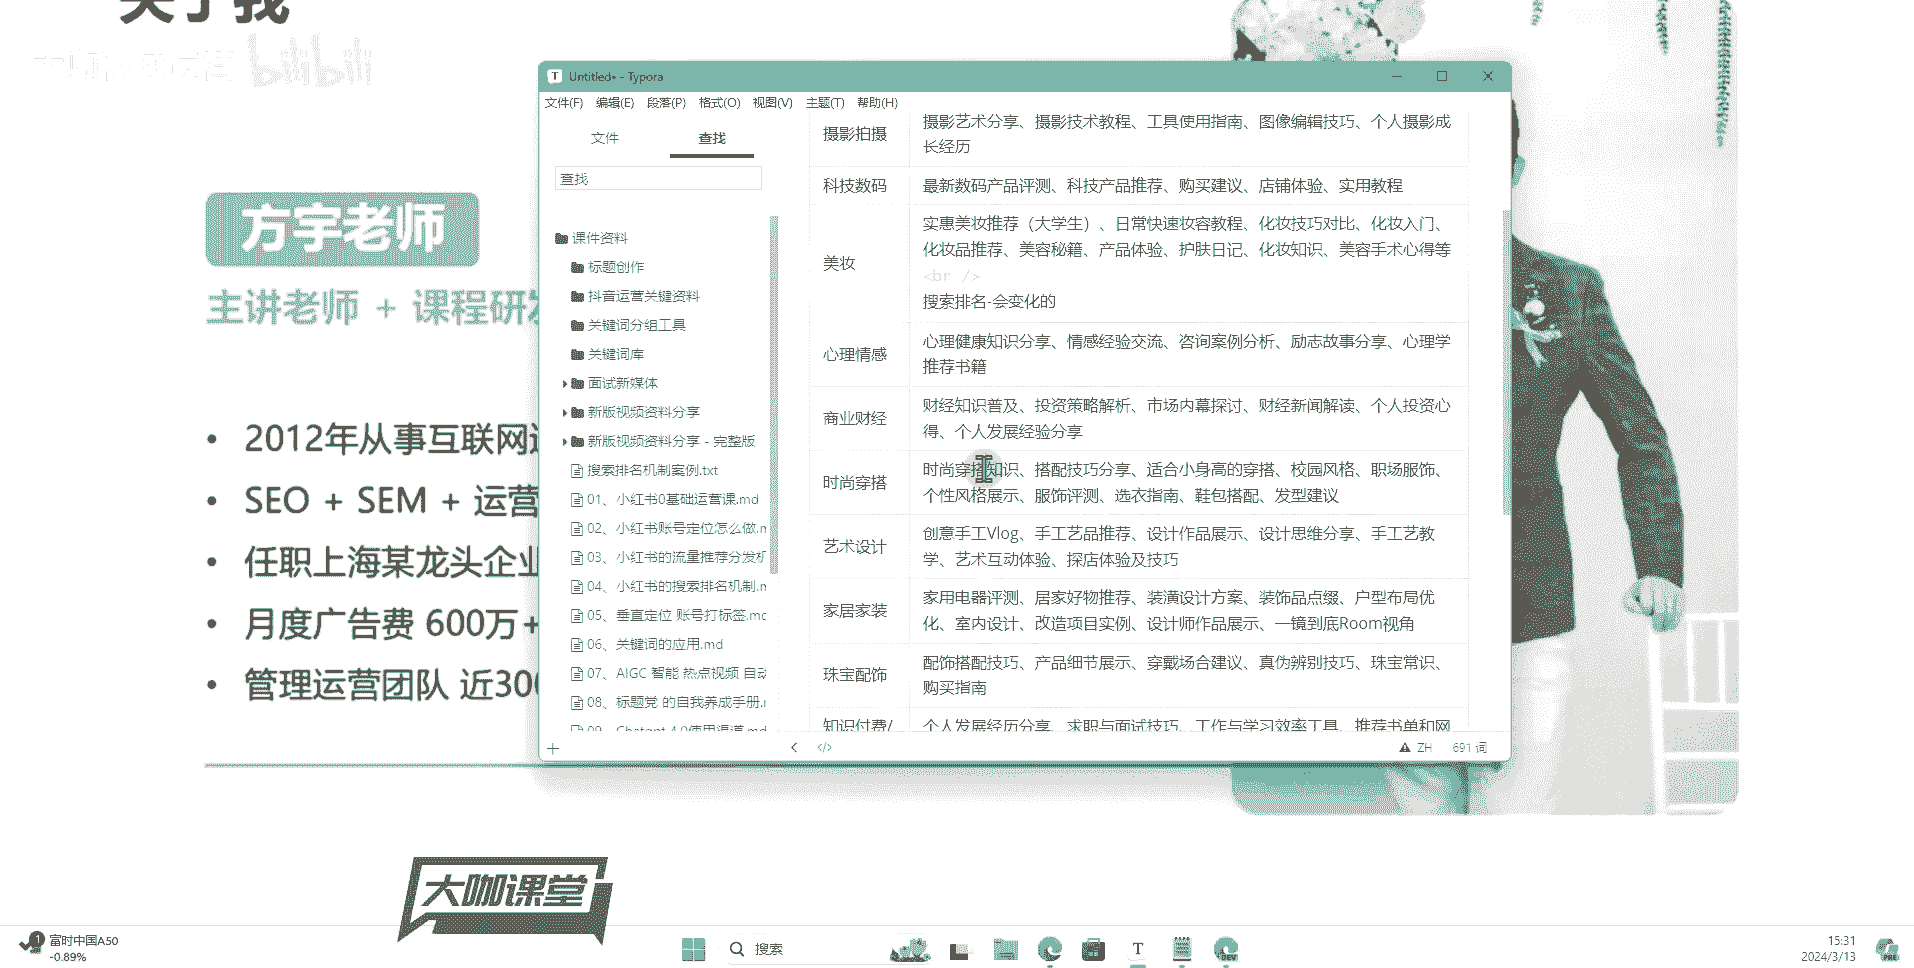 关于我
bilibili
方宇老师
主讲老师 + 课程研发
2012年从事互联网运
SEO + SEM + 运营
任职上海某龙头企业
月度广告费 600万+
管理运营团队 近300
Untitled• - Typora
文件(F) 编辑(E) 段落(P) 格式(O) 视图(V) 主题(T) 帮助(H)
文件 查找
查找
课件资料
标题创作
抖音运营关键资料
关键词分组工具
关键词库
面试新媒体
新版视频资料分享
新版视频资料分享 - 完整版
搜索排名机制案例.txt
01、小红书0基础运营课.md
02、小红书账号定位怎么做.m
03、小红书的流量推荐分发机
04、小红书的搜索排名机制.m
05、垂直定位 账号打标签.md
06、关键词的应用.md
07、AIGC 智能 热点视频 自动
08、标题党 的自我养成手册.m
09、Chatgpt 4.0使用渠道.md
摄影拍摄
摄影艺术分享、摄影技术教程、工具使用指南、图像编辑技巧、个人摄影成
长经历
科技数码
最新数码产品评测、科技产品推荐、购买建议、店铺体验、实用教程
美妆
实惠美妆推荐（大学生）、日常快速妆容教程、化妆技巧对比、化妆入门、
化妆品推荐、美容秘籍、产品体验、护肤日记、化妆知识、美容手术心得等
<br />
搜索排名-会变化的
心理情感
心理健康知识分享、情感经验交流、咨询案例分析、励志故事分享、心理学
推荐书籍
商业财经
财经知识普及、投资策略解析、市场内幕探讨、财经新闻解读、个人投资心
得、个人发展经验分享
时尚穿搭
时尚穿搭知识、搭配技巧分享、适合小身高的穿搭、校园风格、职场服饰、
个性风格展示、服饰评测、选衣指南、鞋包搭配、发型建议
艺术设计
创意手工Vlog、手工艺品推荐、设计作品展示、设计思维分享、手工艺教
学、艺术互动体验、探店体验及技巧
家居家装
家用电器评测、居家好物推荐、装潢设计方案、装饰品点缀、户型布局优
化、室内设计、改造项目实例、设计师作品展示、一镜到底Room视角
珠宝配饰
配饰搭配技巧、产品细节展示、穿戴场合建议、真伪辨别技巧、珠宝常识、
购买指南
知识付费/
个人发展经历分享、求职与面试技巧、工作与学习效率工具、推荐书单和网
</> ZH 691 词
大咖课堂
1
富时中国A50
-0.89%
搜索
T
DEV
15:31
2024/3/13
PRE